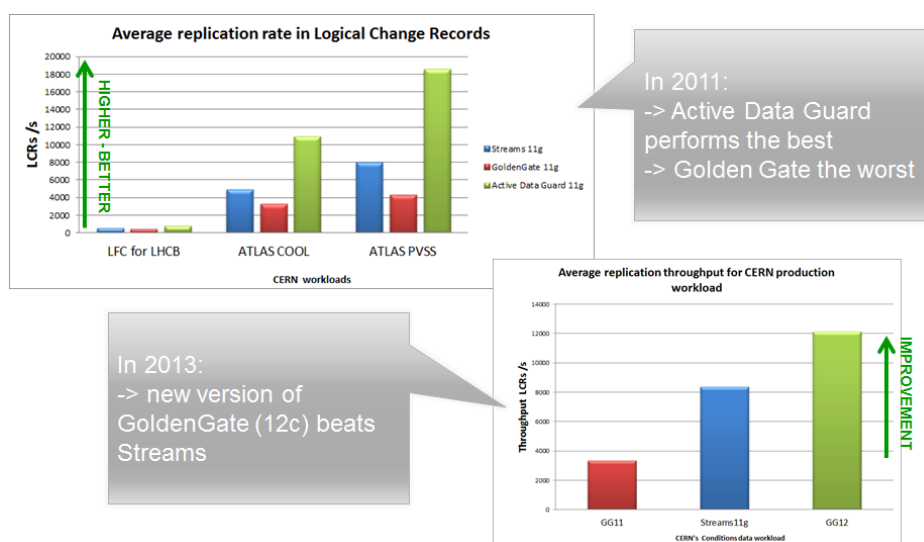 Average replication rate in Logical Change Records
20000
18000
16000
14000
12000
10000
8000
6000
4000
2000
0
LCRs /s
HIGHER - BETTER
LFC for LHCB
ATLAS COOL
ATLAS PVSS
CERN workloads
Streams 11g
GoldenGate 11g
Active Data Guard 11g
In 2011:
-> Active Data Guard
performs the best
-> Golden Gate the worst
In 2013:
-> new version of
GoldenGate (12c) beats
Streams
Average replication throughput for CERN production
workload
14000
12000
10000
8000
6000
4000
2000
0
Throughput LCRs/s
GG11
Streams11g
GG12
CERN's Conditions data workload
IMPROVEMENT